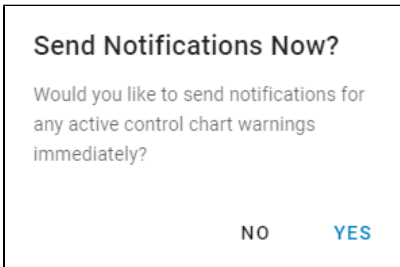 Send Notifications Now?
Would you like to send notifications for
any active control chart warnings
immediately?
NO YES